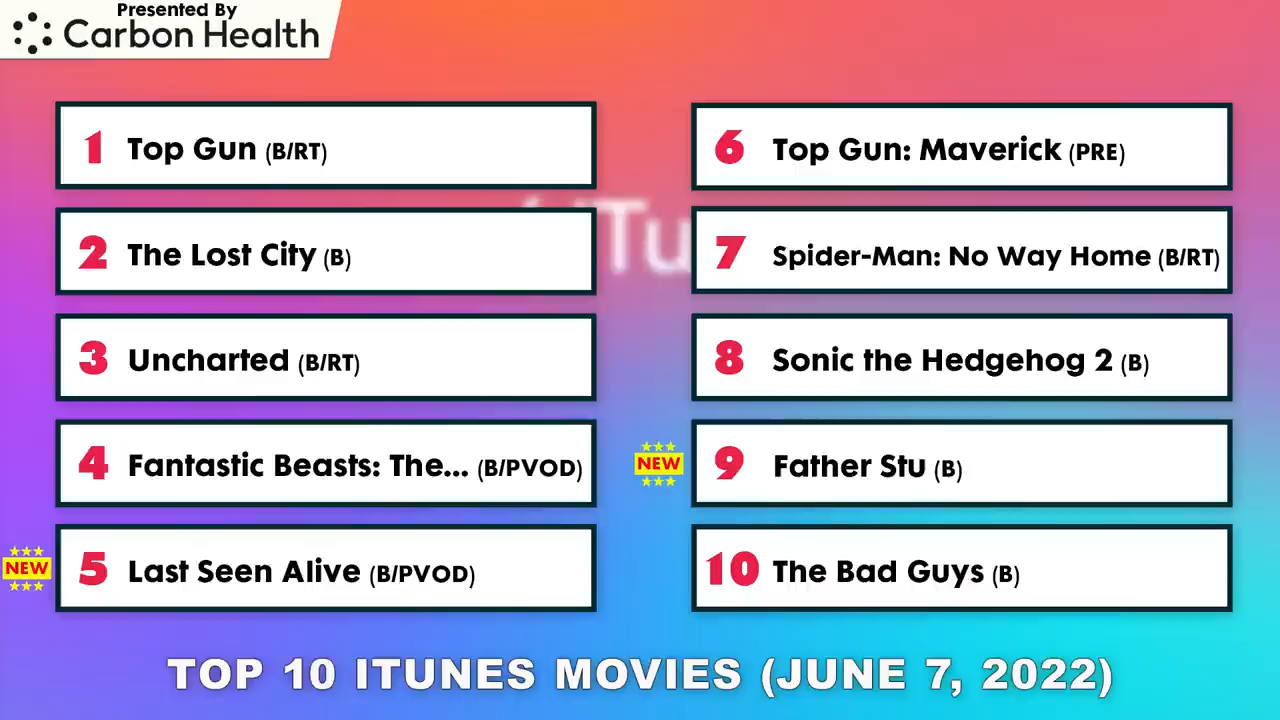 Presented By
Carbon Health
1 Top Gun (B/RT)
2 The Lost City (B)
3 Uncharted (B/RT)
4 Fantastic Beasts: The... (B/PVOD)
NEW
5 Last Seen Alive (B/PVOD)
6 Top Gun: Maverick (PRE)
7 Spider-Man: No Way Home (B/RT)
8 Sonic the Hedgehog 2 (B)
NEW
9 Father Stu (B)
10 The Bad Guys (B)
TOP 10 ITUNES MOVIES (JUNE 7, 2022)